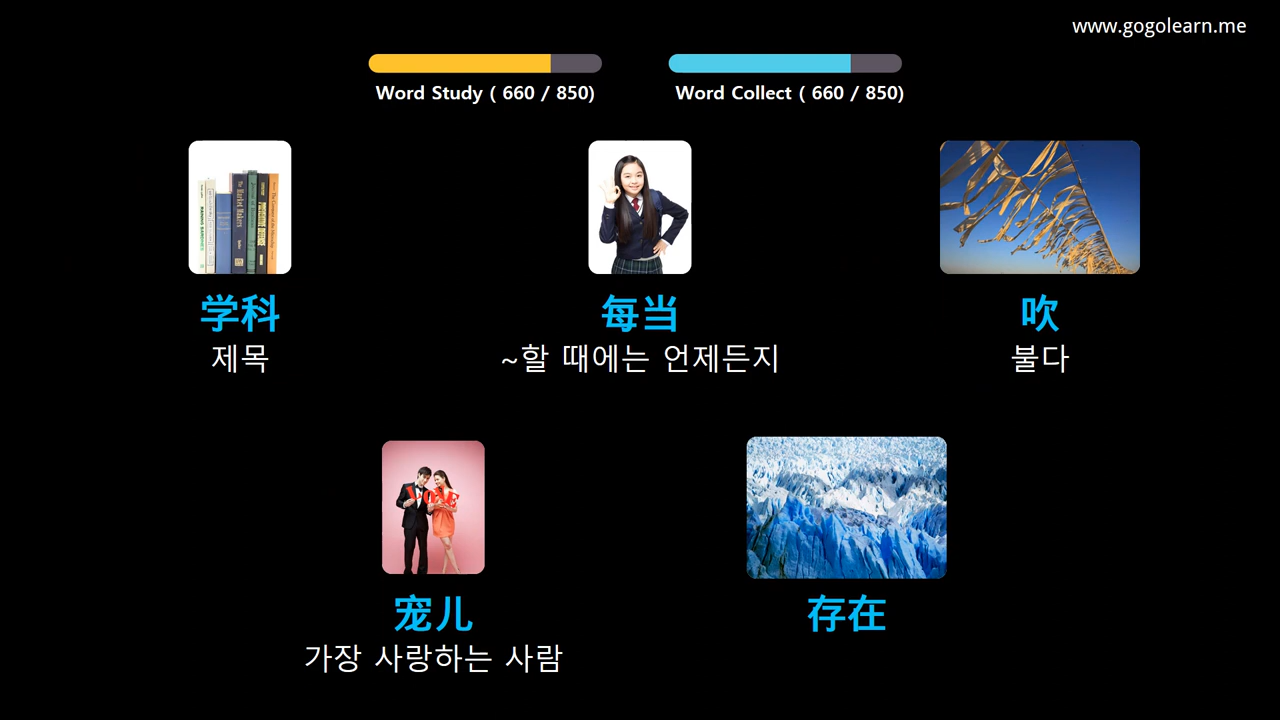 www.gogolearn.me
Word Study ( 660 / 850)
Word Collect ( 660 / 850)
学科
제목
每当
~할 때에는 언제든지
吹
불다
宠儿
가장 사랑하는 사람
存在